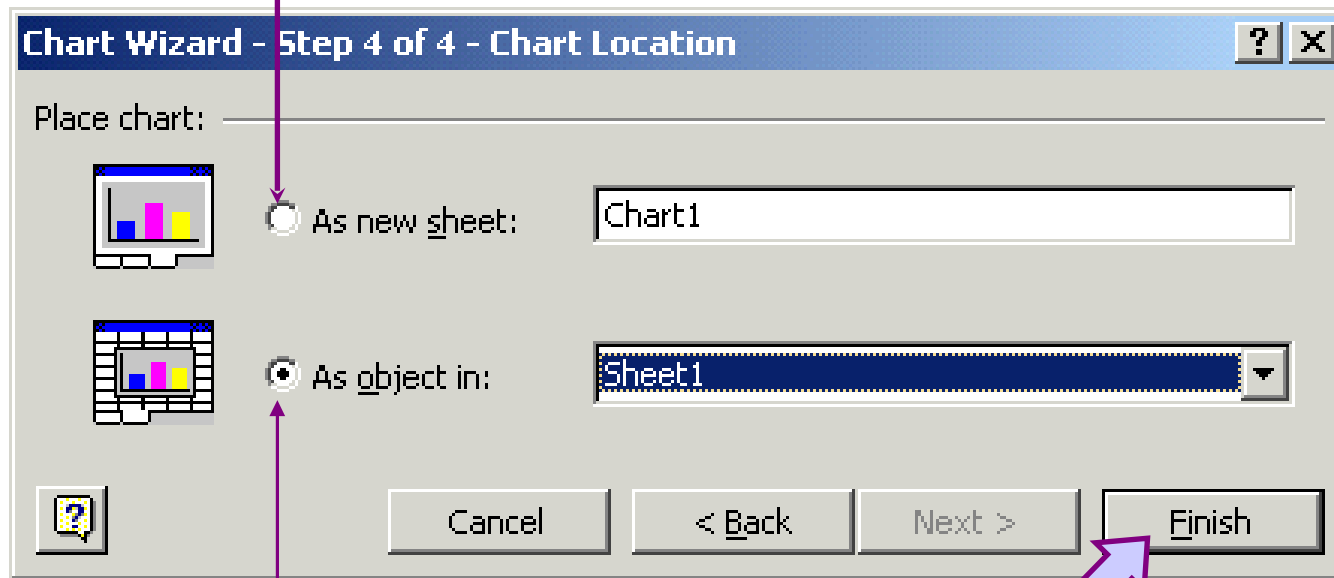 Chart Wizard - Step 4 of 4 - Chart Location
Place chart:
As new sheet: Chart1
As object in: Sheet1
Cancel < Back Next > Finish